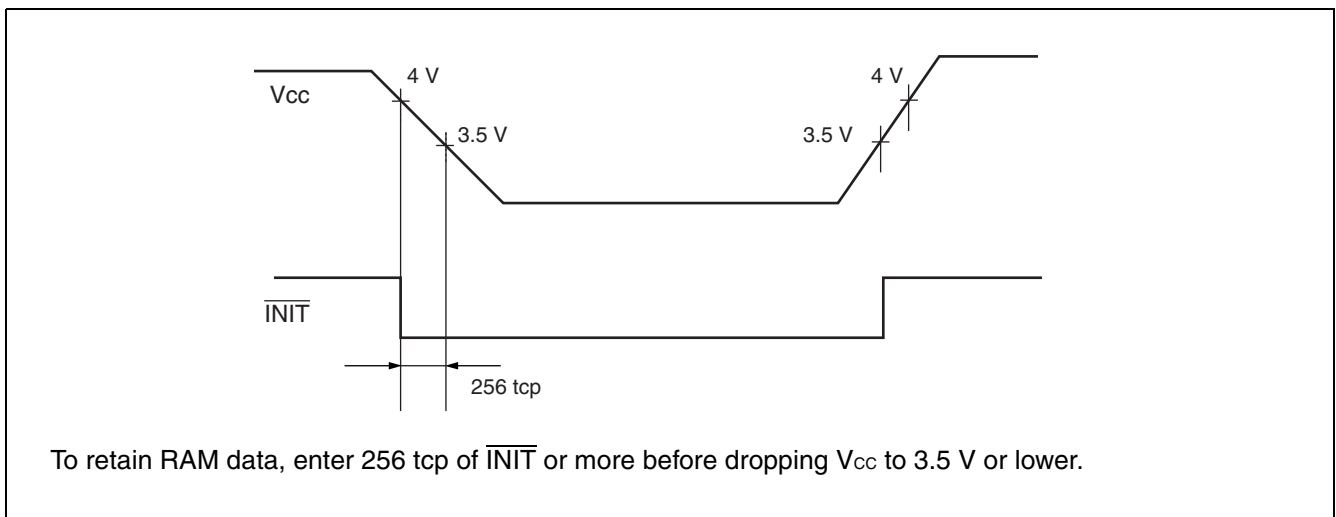 4 V
4 V
Vcc
3.5 V
3.5 V
INIT
256 tcp
To retain RAM data, enter 256 tcp of INIT or more before dropping Vcc to 3.5 V or lower.